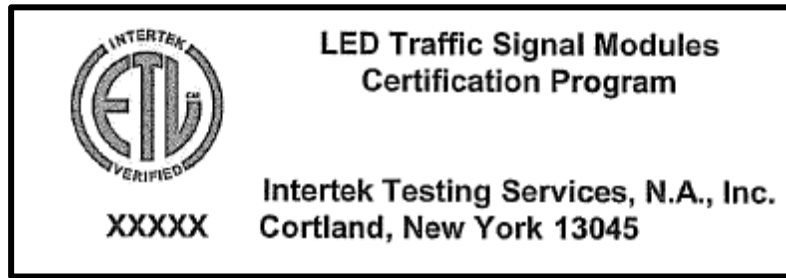 INTERTEK
ETL
VERIFIED
XXXXX
LED Traffic Signal Modules
Certification Program
Intertek Testing Services, N.A., Inc.
Cortland, New York 13045